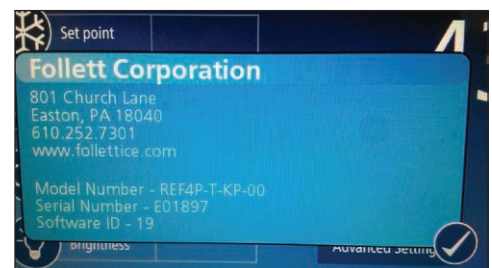 Set point
Follett Corporation
801 Church Lane
Easton, PA 18040
610.252.7301
www.follettice.com
Model Number - REF4P-T-KP-00
Serial Number - E01897
Software ID - 19
Brightness
Advanced Setting